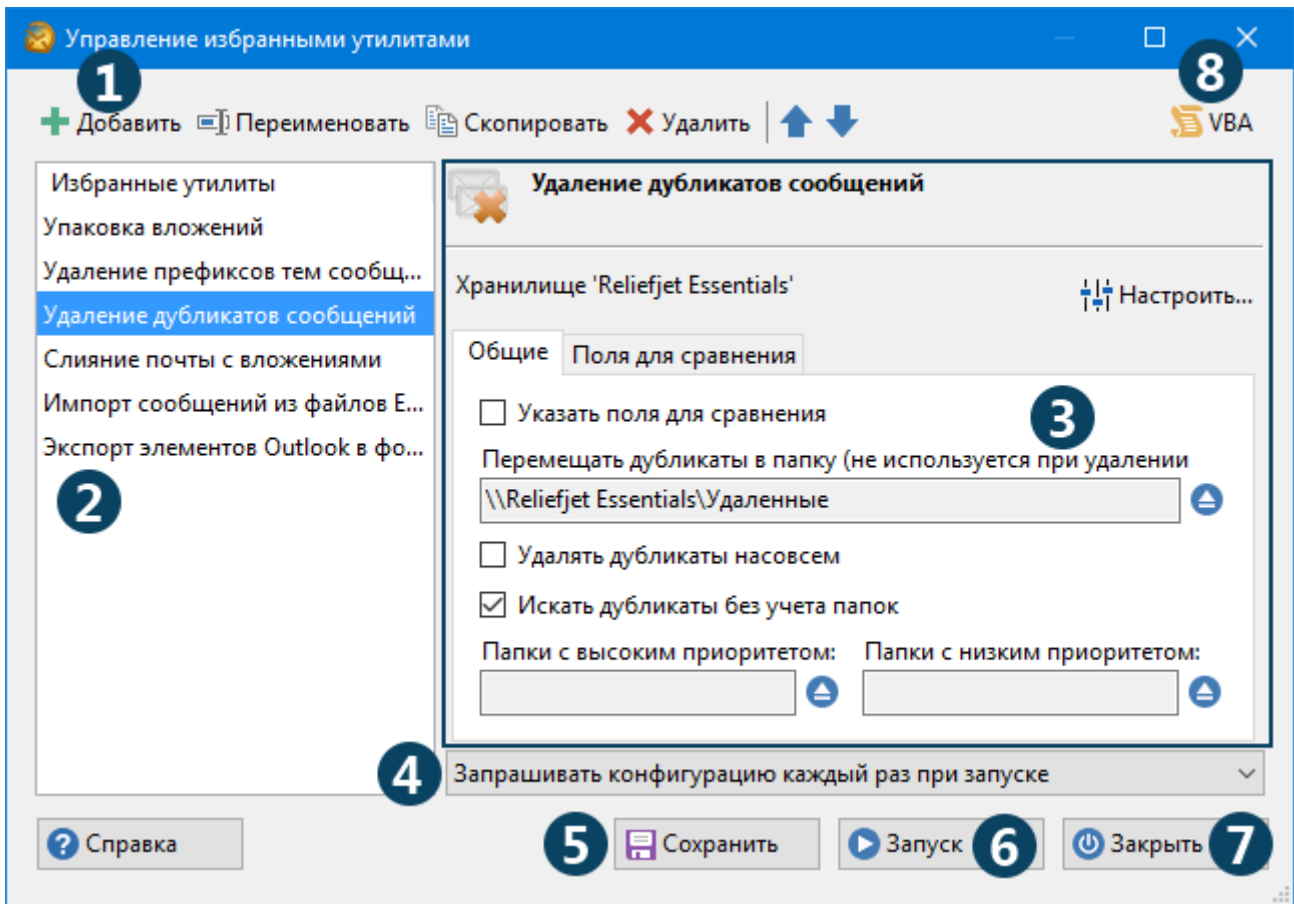 Управление избранными утилитами
1
8
Добавить Переименовать Скопировать Удалить VBA
Избранные утилиты
Упаковка вложений
Удаление префиксов тем сообщ...
Удаление дубликатов сообщений
Слияние почты с вложениями
Импорт сообщений из файлов E...
Экспорт элементов Outlook в фо...
2
Удаление дубликатов сообщений
Хранилище 'Reliefjet Essentials'
Настроить...
Общие Поля для сравнения
Указать поля для сравнения
3
Перемещать дубликаты в папку (не используется при удалении
\\Reliefjet Essentials\Удаленные
Удалять дубликаты насовсем
Искать дубликаты без учета папок
Папки с высоким приоритетом: Папки с низким приоритетом:
4 Запрашивать конфигурацию каждый раз при запуске
? Справка 5 Сохранить Запуск 6 Закрыть 7